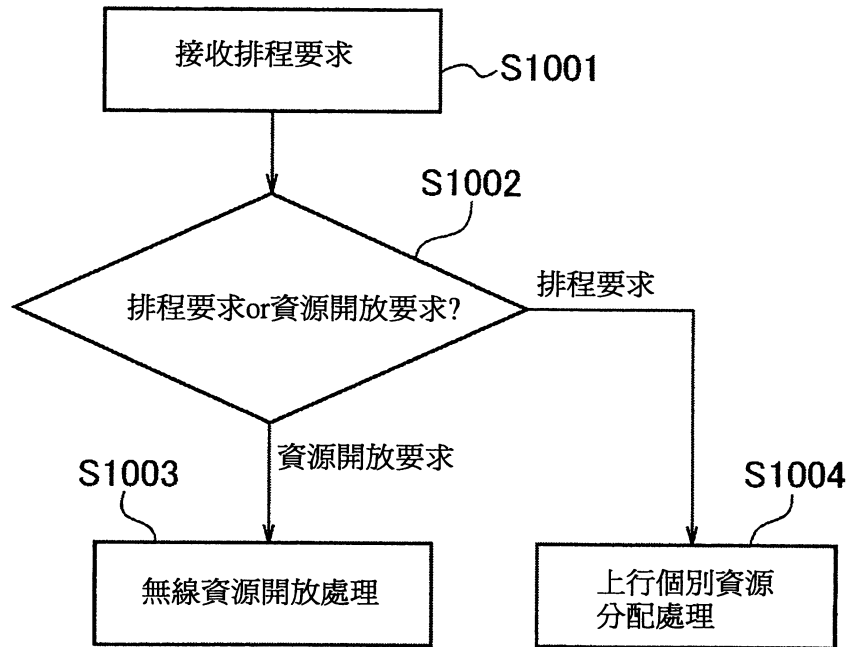 接收排程要求
S1001
S1002
排程要求or資源開放要求?
排程要求
資源開放要求
S1003
S1004
無線資源開放處理
上行個別資源
分配處理